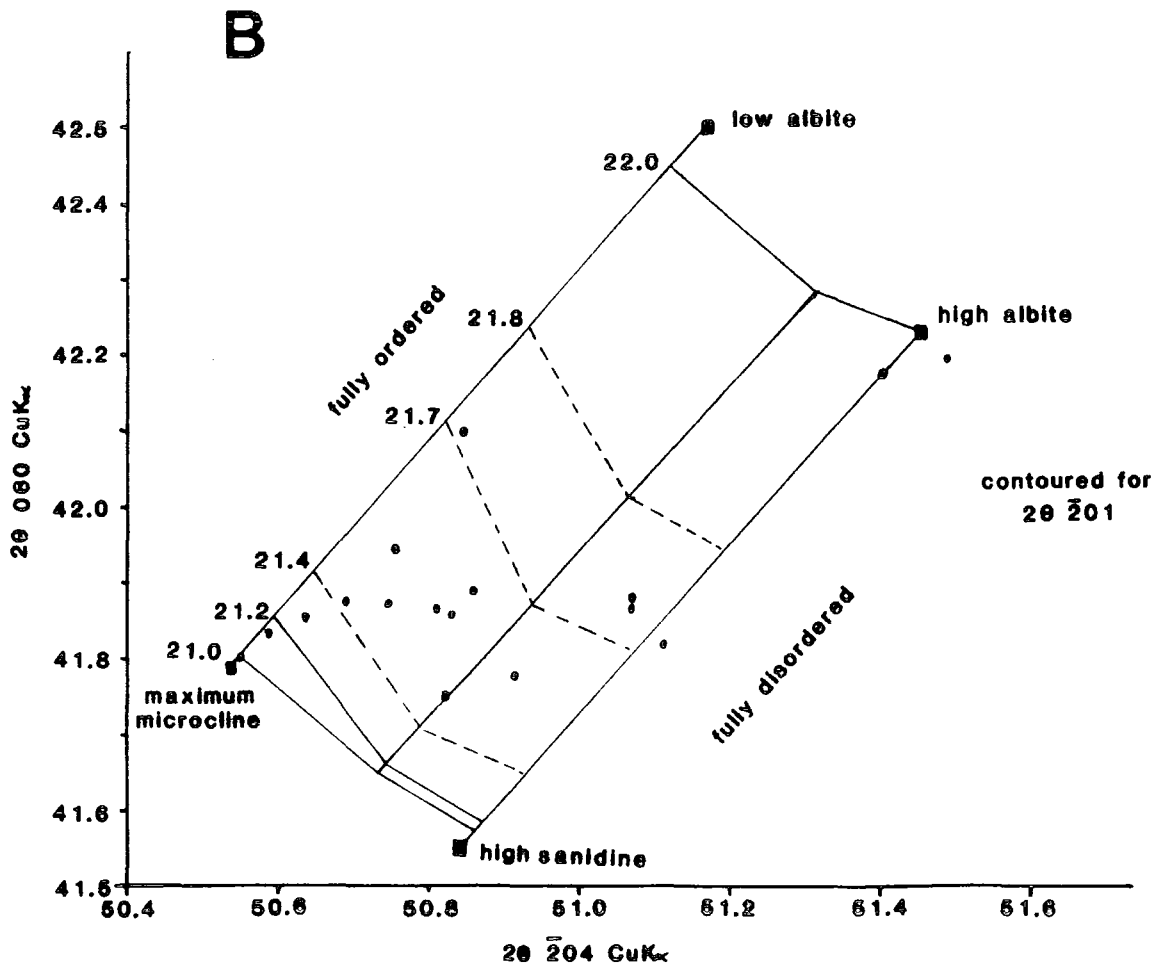 B
42.5
42.4
42.2
42.0
41.8
41.6
41.5
2θ 060 CuKα
low albite
22.0
high albite
21.8
fully ordered
21.7
contoured for
2θ 2̄01
21.4
21.2
21.0
maximum
microcline
fully disordered
high sanidine
50.4 50.6 50.8 51.0 51.2 51.4 51.6
2θ 2̄04 CuKα